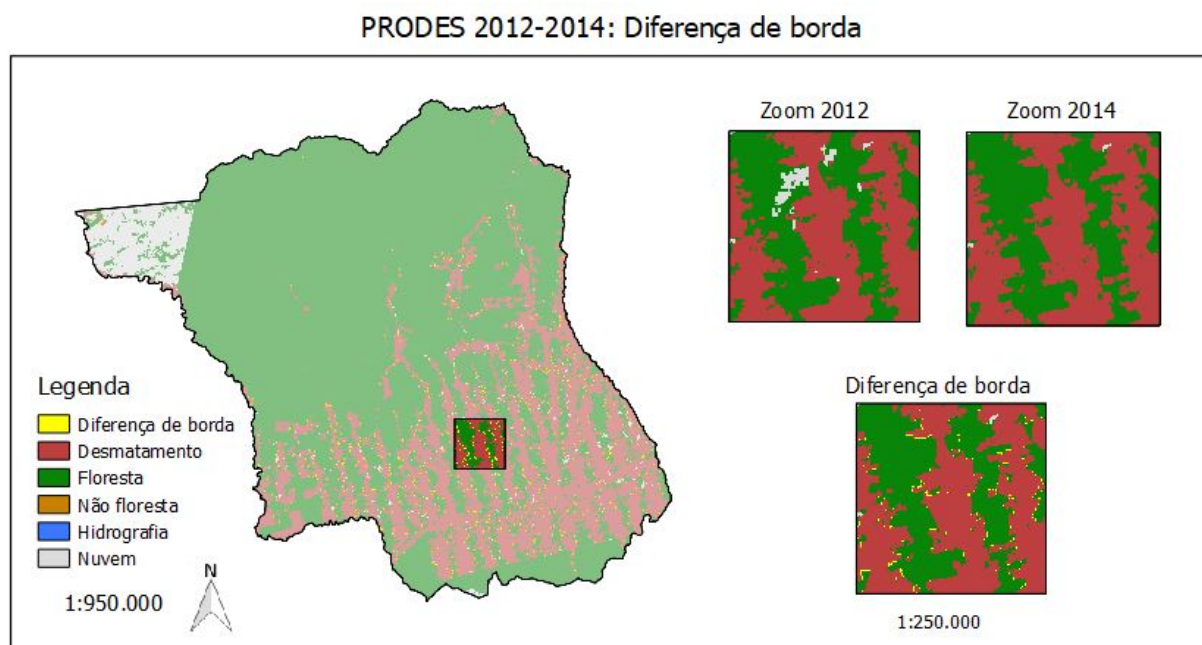 PRODES 2012-2014: Diferença de borda
Zoom 2012
Zoom 2014
Legenda
Diferença de borda
Desmatamento
Floresta
Não floresta
Hidrografia
Nuvem
1:950.000
N
Diferença de borda
1:250.000